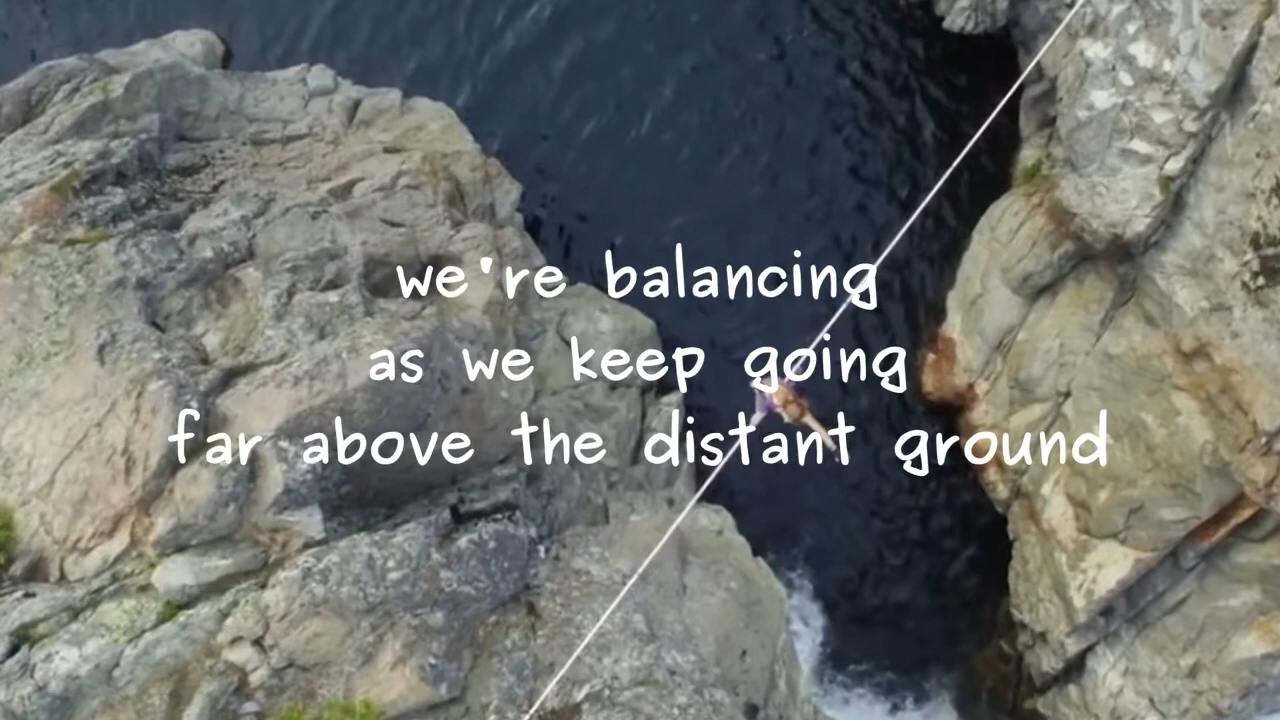 we're balancing
as we keep going
far above the distant ground